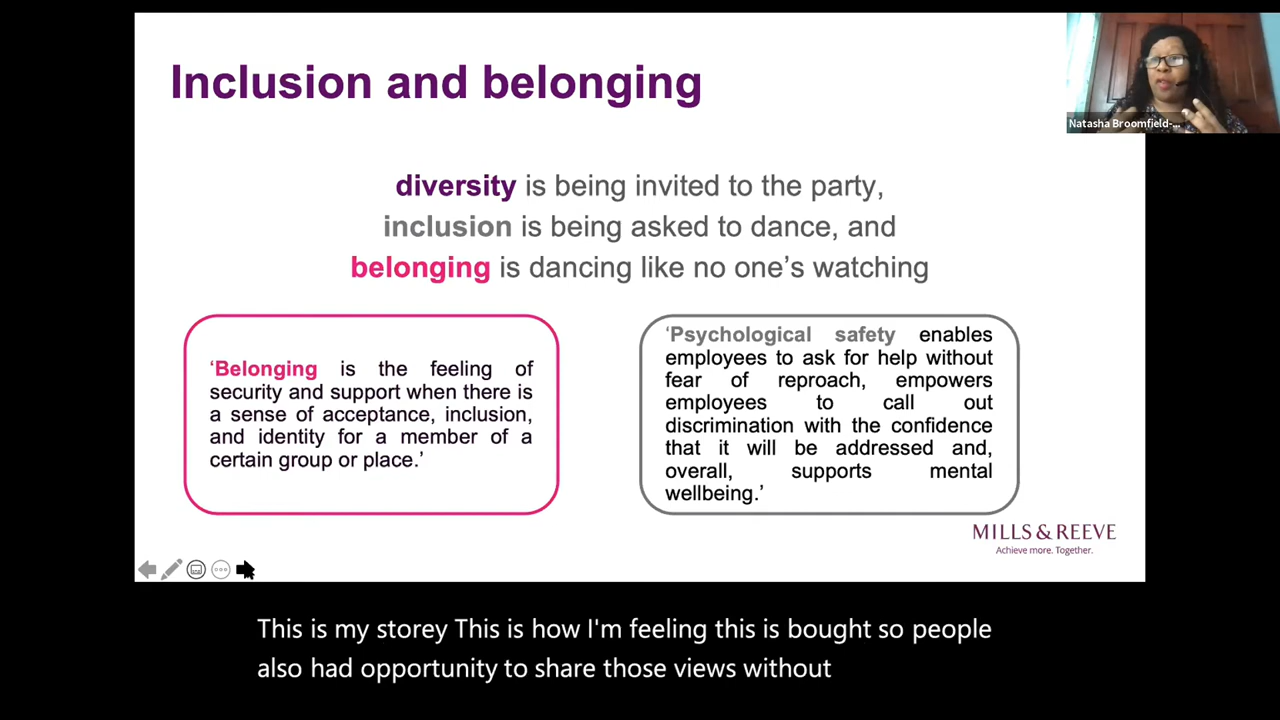 Inclusion and belonging
Natasha Broomfield-...
diversity is being invited to the party,
inclusion is being asked to dance, and
belonging is dancing like no one’s watching
‘Belonging is the feeling of
security and support when there is
a sense of acceptance, inclusion,
and identity for a member of a
certain group or place.’
‘Psychological safety enables
employees to ask for help without
fear of reproach, empowers
employees to call out
discrimination with the confidence
that it will be addressed and,
overall, supports mental
wellbeing.’
MILLS & REEVE
Achieve more. Together.
This is my storey This is how I'm feeling this is bought so people
also had opportunity to share those views without